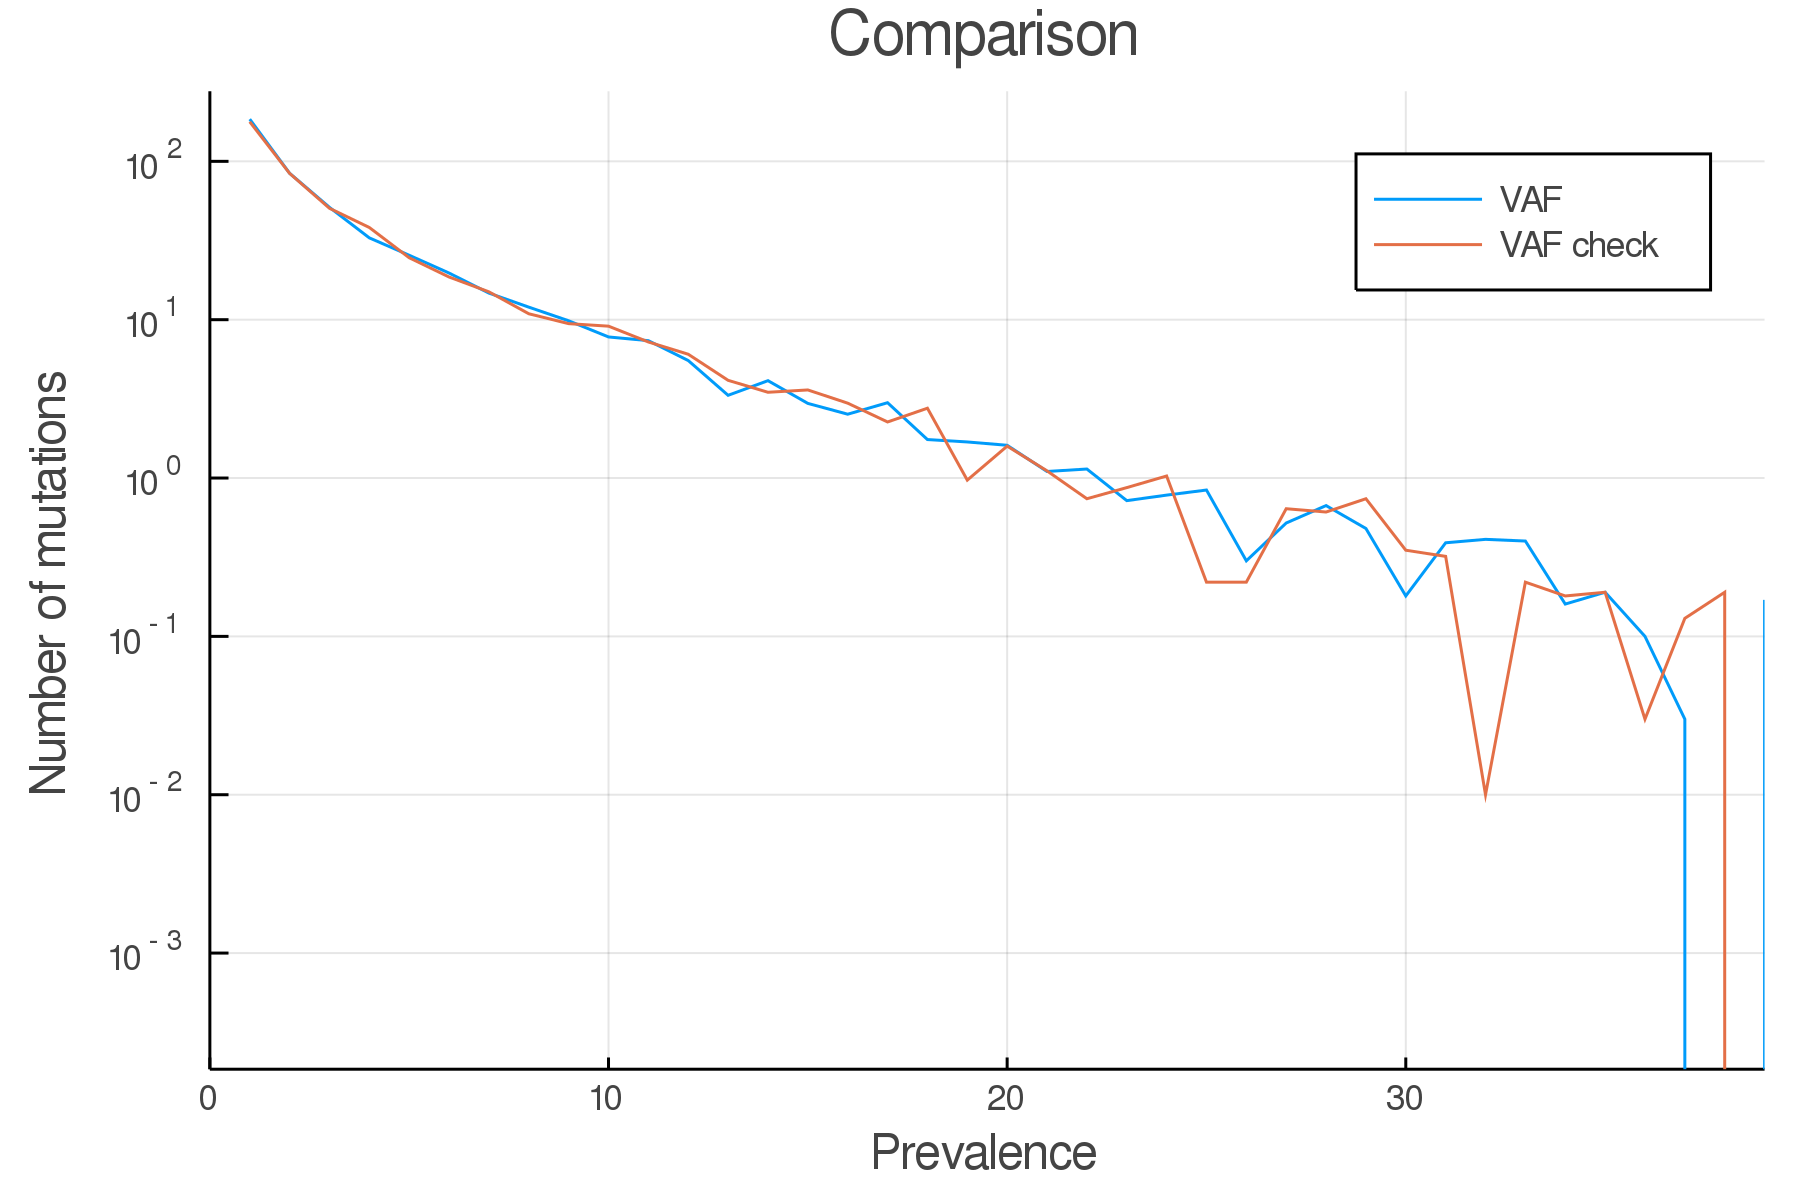 Comparison
VAF
VAF check
Number of mutations
10 2
10 1
10 0
10 - 1
10 - 2
10 - 3
0 10 20 30
Prevalence